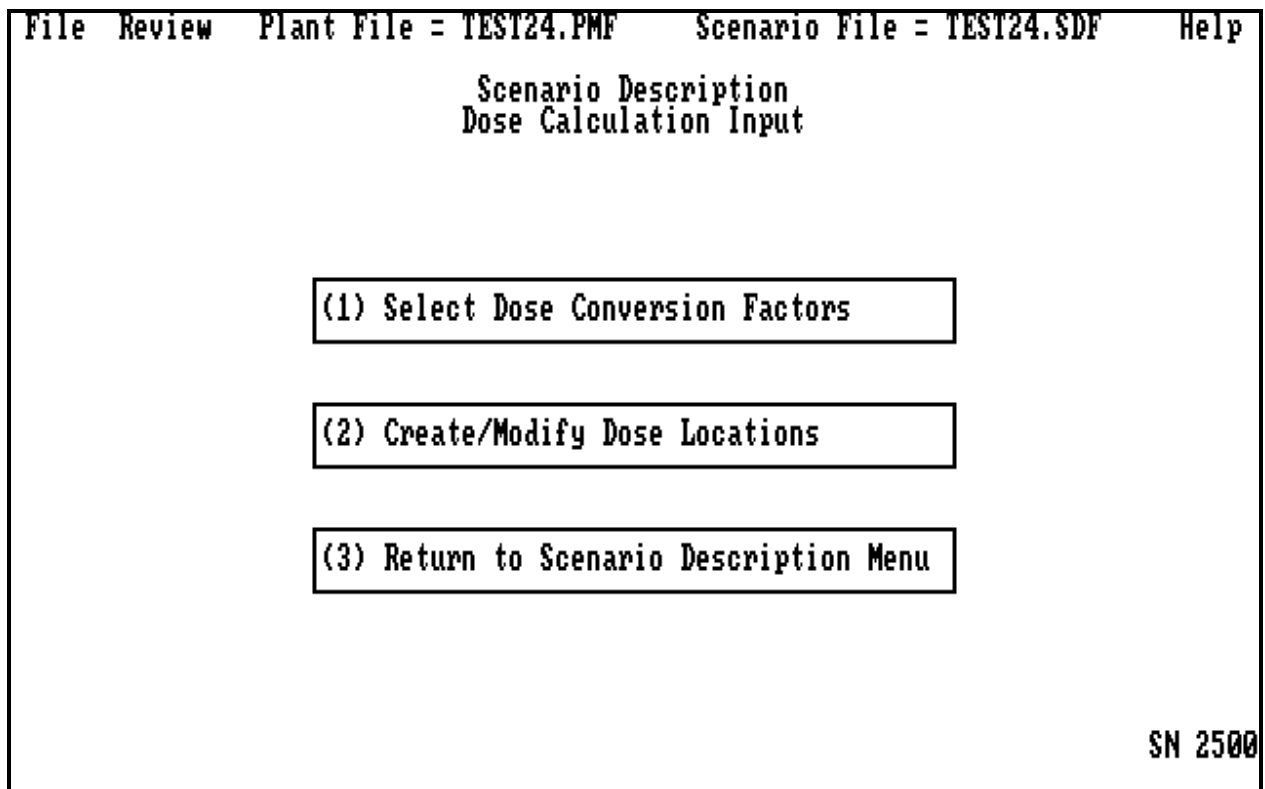 File Review Plant File = TEST24.PMF Scenario File = TEST24.SDF Help
Scenario Description
Dose Calculation Input
(1) Select Dose Conversion Factors
(2) Create/Modify Dose Locations
(3) Return to Scenario Description Menu
SN 2500